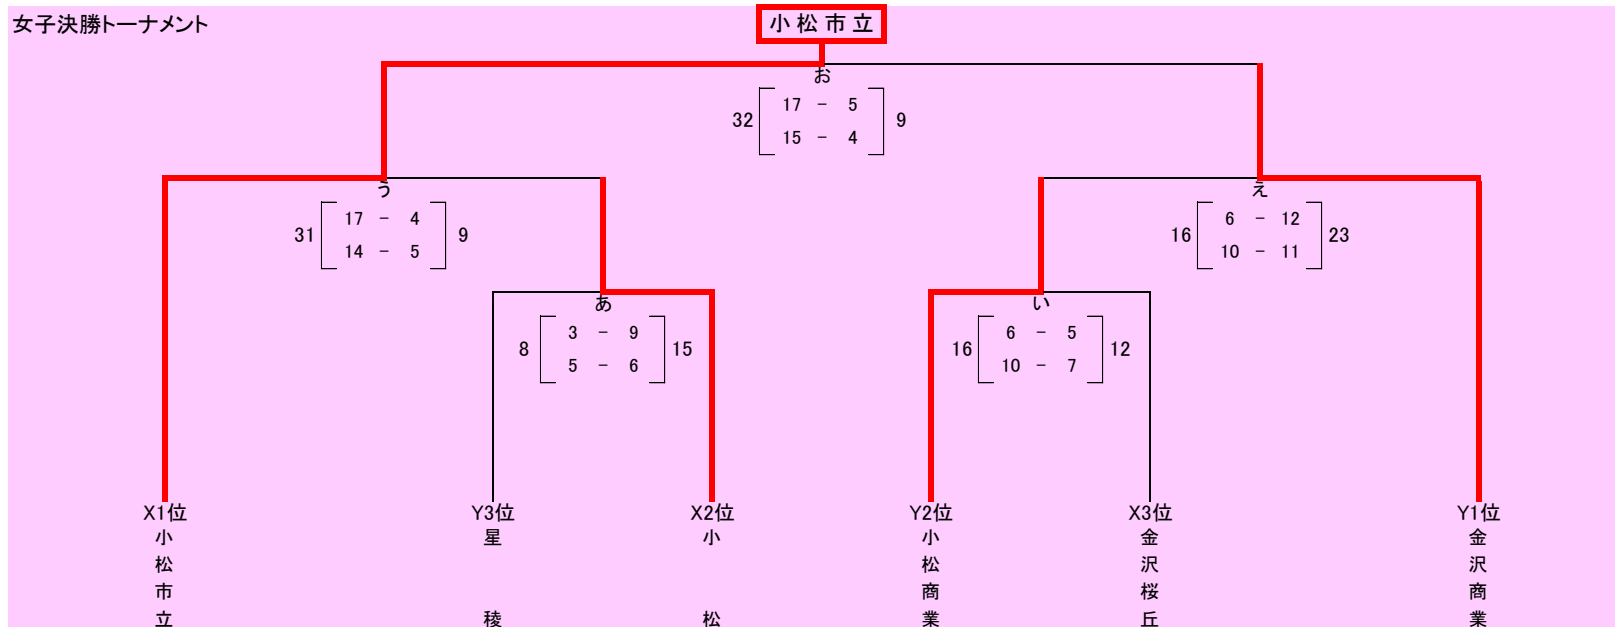 女子決勝トーナメント
小松市立
お
32 17 - 5 9
15 - 4
う
え
31 17 - 4 9
14 - 5
16 6 - 12 23
10 - 11
あ
い
8 3 - 9 15
5 - 6
16 6 - 5 12
10 - 7
X1位 Y3位 X2位 Y2位 X3位 Y1位
小松市立
星稜
小松
小松商業
金沢桜丘
金沢商業